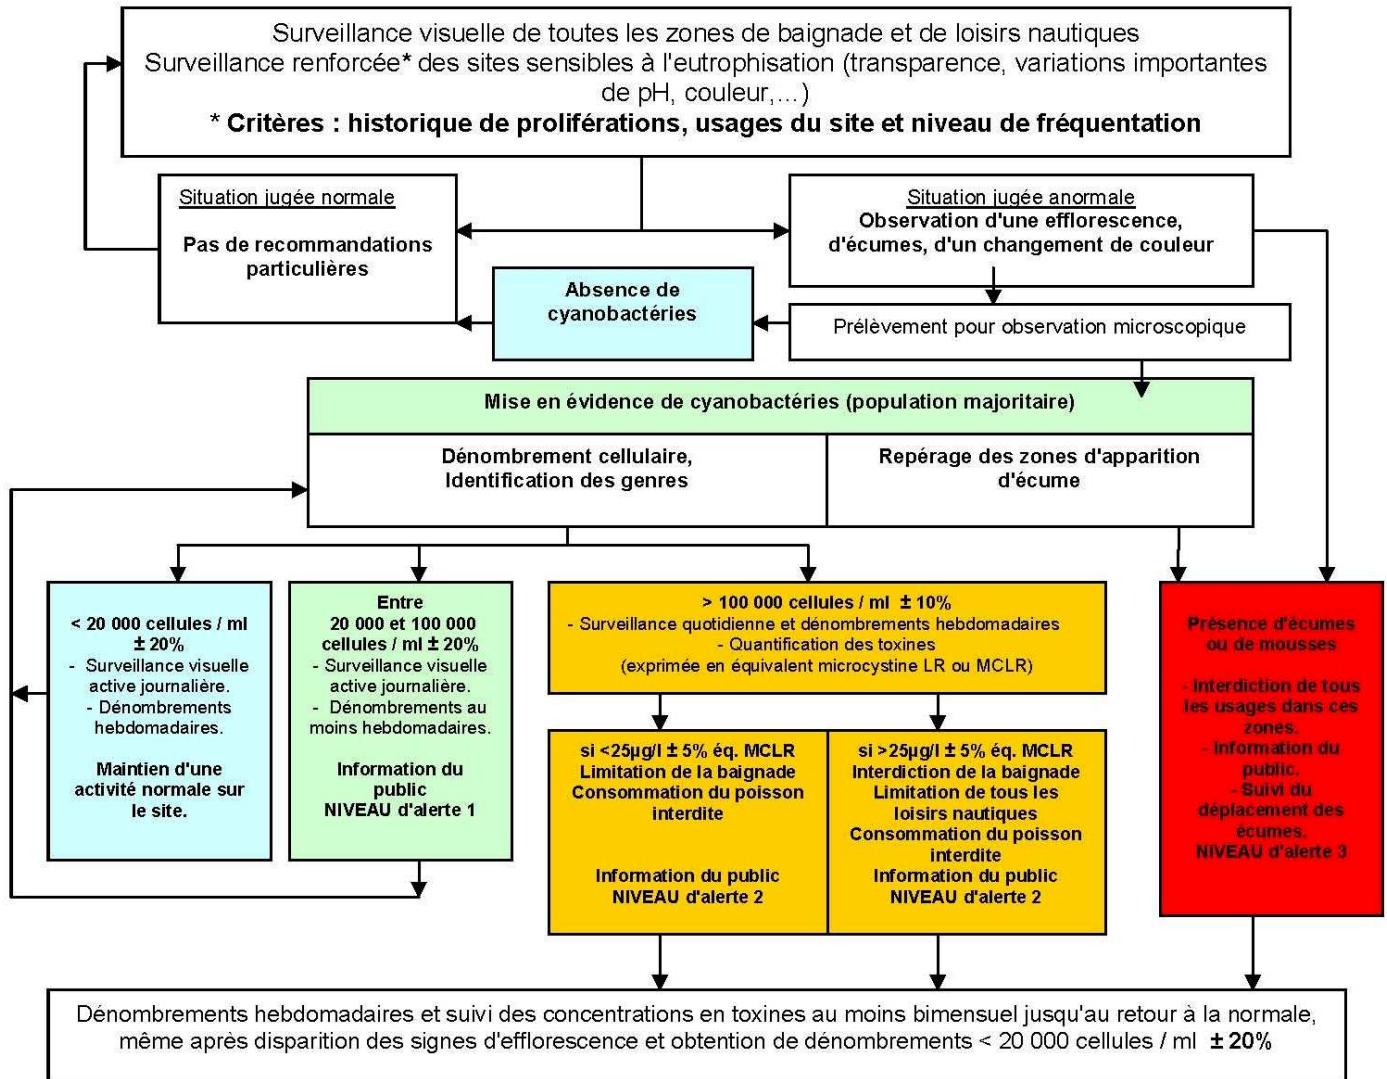 Surveillance visuelle de toutes les zones de baignade et de loisirs nautiques
Surveillance renforcée* des sites sensibles à l'eutrophisation (transparence, variations importantes
de pH, couleur,...)
* Critères : historique de proliférations, usages du site et niveau de fréquentation
Situation jugée normale
Pas de recommandations
particulières
Situation jugée anormale
Observation d'une efflorescence,
d'écumes, d'un changement de couleur
Absence de
cyanobactéries
Prélèvement pour observation microscopique
Mise en évidence de cyanobactéries (population majoritaire)
Dénombrement cellulaire,
Identification des genres
Repérage des zones d'apparition
d'écume
< 20 000 cellules / ml
± 20%
- Surveillance visuelle
active journalière.
- Dénombrements
hebdomadaires.
Maintien d'une
activité normale sur
le site.
Entre
20 000 et 100 000
cellules / ml ± 20%
- Surveillance visuelle
active journalière.
- Dénombrements au
moins hebdomadaires.
Information du
public
NIVEAU d'alerte 1
> 100 000 cellules / ml ± 10%
- Surveillance quotidienne et dénombrements hebdomadaires
- Quantification des toxines
(exprimée en équivalent microcystine LR ou MCLR)
si <25µg/l ± 5% éq. MCLR
Limitation de la baignade
Consommation du poisson
interdite
Information du public
NIVEAU d'alerte 2
si >25µg/l ± 5% éq. MCLR
Interdiction de la baignade
Limitation de tous les
loisirs nautiques
Consommation du poisson
interdite
Information du public
NIVEAU d'alerte 2
Présence d'écumes
ou de mousses
- Interdiction de tous
les usages dans ces
zones.
- Information du
public.
- Suivi du
déplacement des
écumes.
NIVEAU d'alerte 3
Dénombrements hebdomadaires et suivi des concentrations en toxines au moins bimensuel jusqu'au retour à la normale,
même après disparition des signes d'efflorescence et obtention de dénombrements < 20 000 cellules / ml ± 20%